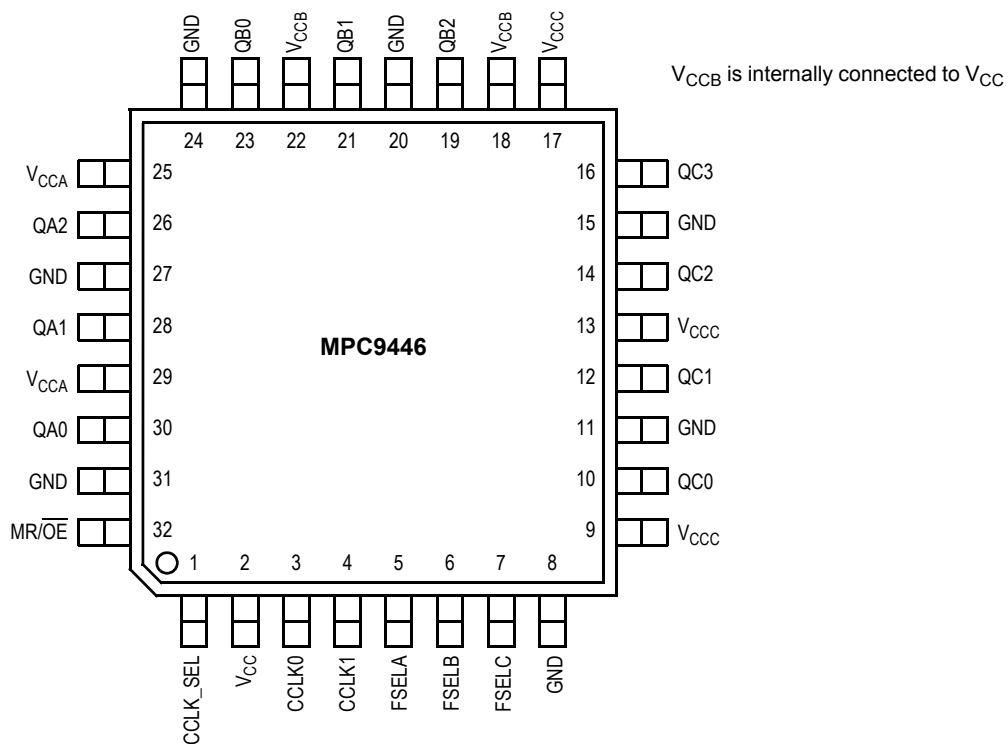 GND QB0 VCCB QB1 GND QB2 VCCB VCCC
VCCB is internally connected to VCC
24 23 22 21 20 19 18 17
VCCA 25 16 QC3
QA2 26 15 GND
GND 27 14 QC2
QA1 28 13 VCCC
MPC9446
VCCA 29 12 QC1
QA0 30 11 GND
GND 31 10 QC0
MR/OE 32 9 VCCC
1 2 3 4 5 6 7 8
CCLK_SEL VCC CCLK0 CCLK1 FSELA FSELB FSELC GND